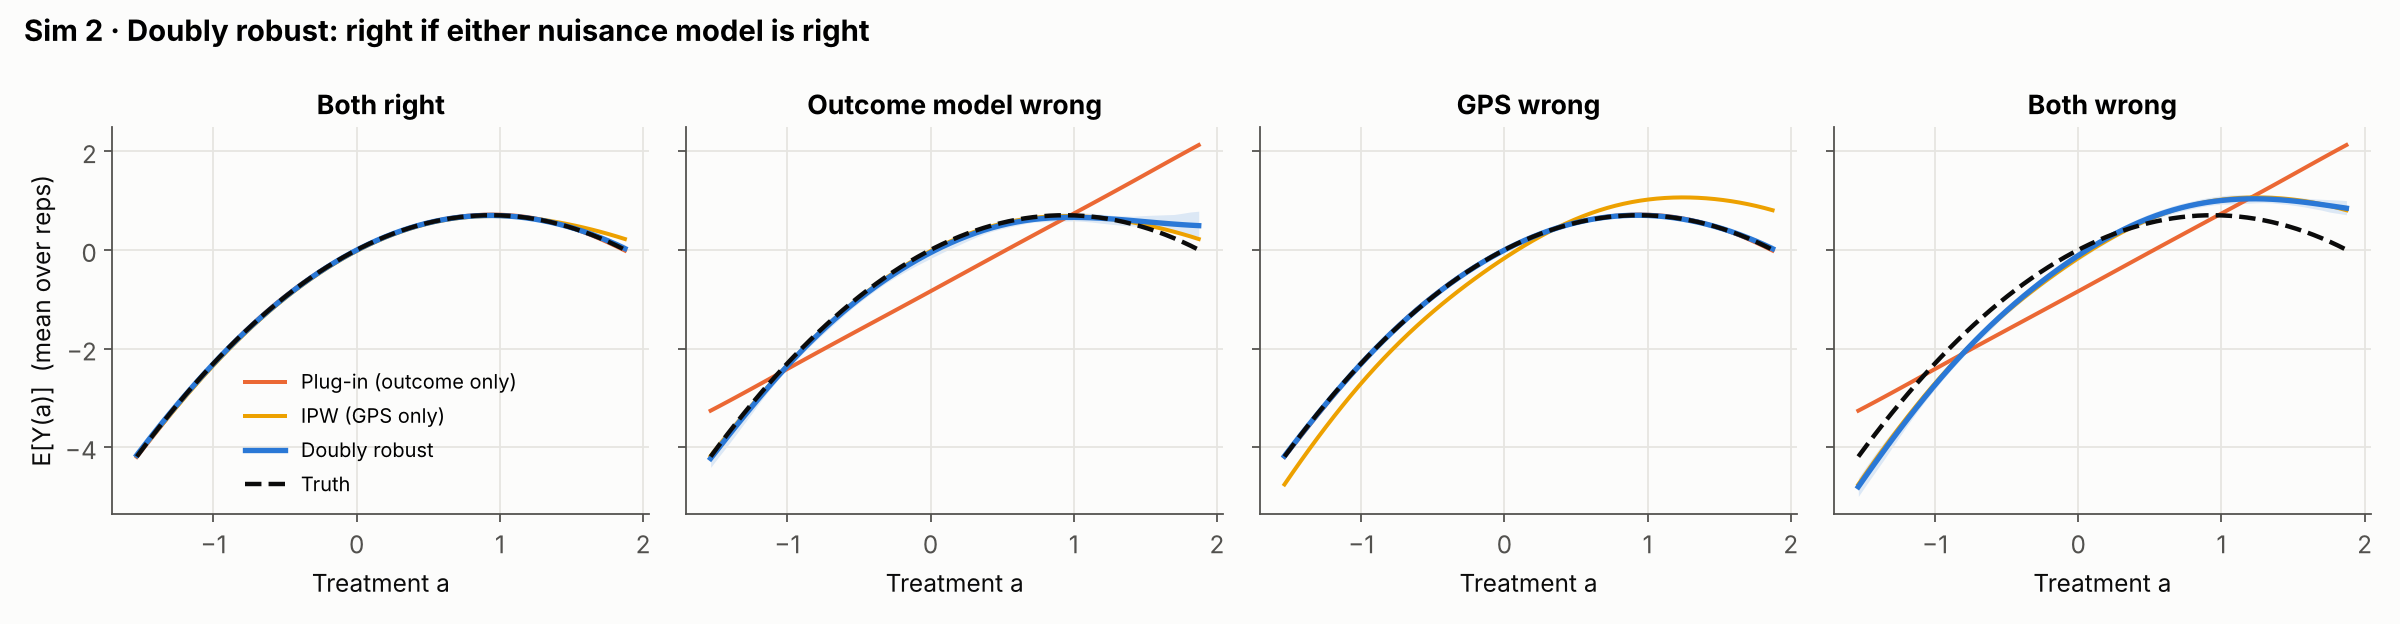 Sim 2 · Doubly robust: right if either nuisance model is right
Both right
Outcome model wrong
GPS wrong
Both wrong
E[Y(a)]  (mean over reps)
2
0
−2
−4
Plug-in (outcome only)
IPW (GPS only)
Doubly robust
Truth
−1 0 1 2
−1 0 1 2
−1 0 1 2
−1 0 1 2
Treatment a
Treatment a
Treatment a
Treatment a